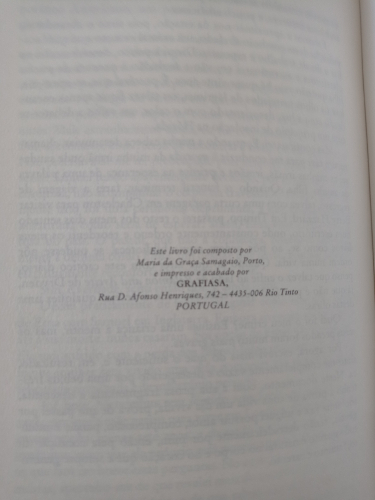 Este livro foi composto por
Maria da Graça Samagaio, Porto,
e impresso e acabado por
GRAFIASA,
Rua D. Afonso Henriques, 742 – 4435-006 Rio Tinto
PORTUGAL